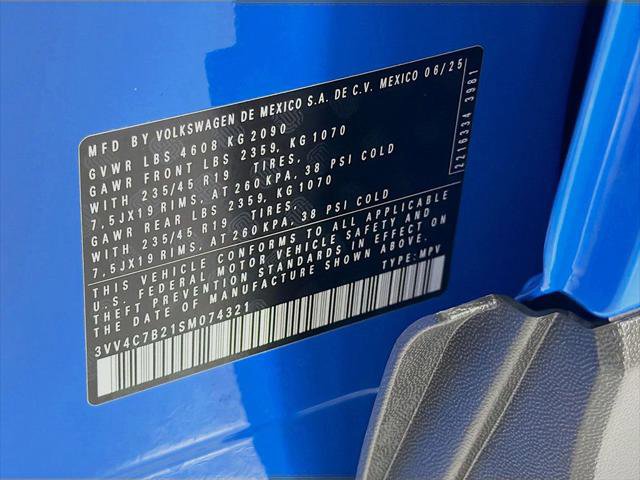 MFD BY VOLKSWAGEN DE MEXICO S.A. DE C.V. MEXICO 06/25
GVWR LBS 4608 KG 2090
GAWR FRONT LBS 2359, KG 1070
WITH 235/45 R19 TIRES,
7,5JX19 RIMS, AT 260 KPA, 38 PSI COLD
GAWR REAR LBS 2359, KG 1070
WITH 235/45 R19 TIRES,
7,5JX19 RIMS, AT 260 KPA, 38 PSI COLD
THIS VEHICLE CONFORMS TO ALL APPLICABLE
U.S. FEDERAL MOTOR VEHICLE SAFETY AND
THEFT PREVENTION STANDARDS IN EFFECT ON
THE DATE OF MANUFACTURE SHOWN ABOVE.
3VV4C7B21SM074321 TYPE: MPV
2216334 3981